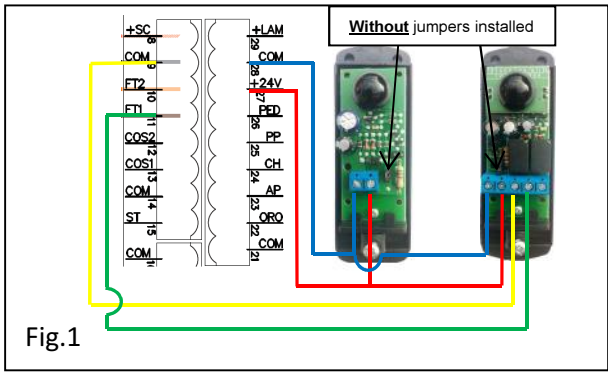 +SC
8
COM
9
FT2
10
FT1
11
COS2
12
COS1
13
COM
14
ST
15
COM
16
+LAM
29
COM
28
+24V
27
PED
26
PP
25
CH
24
AP
23
ORO
22
COM
21
Without jumpers installed
Fig.1